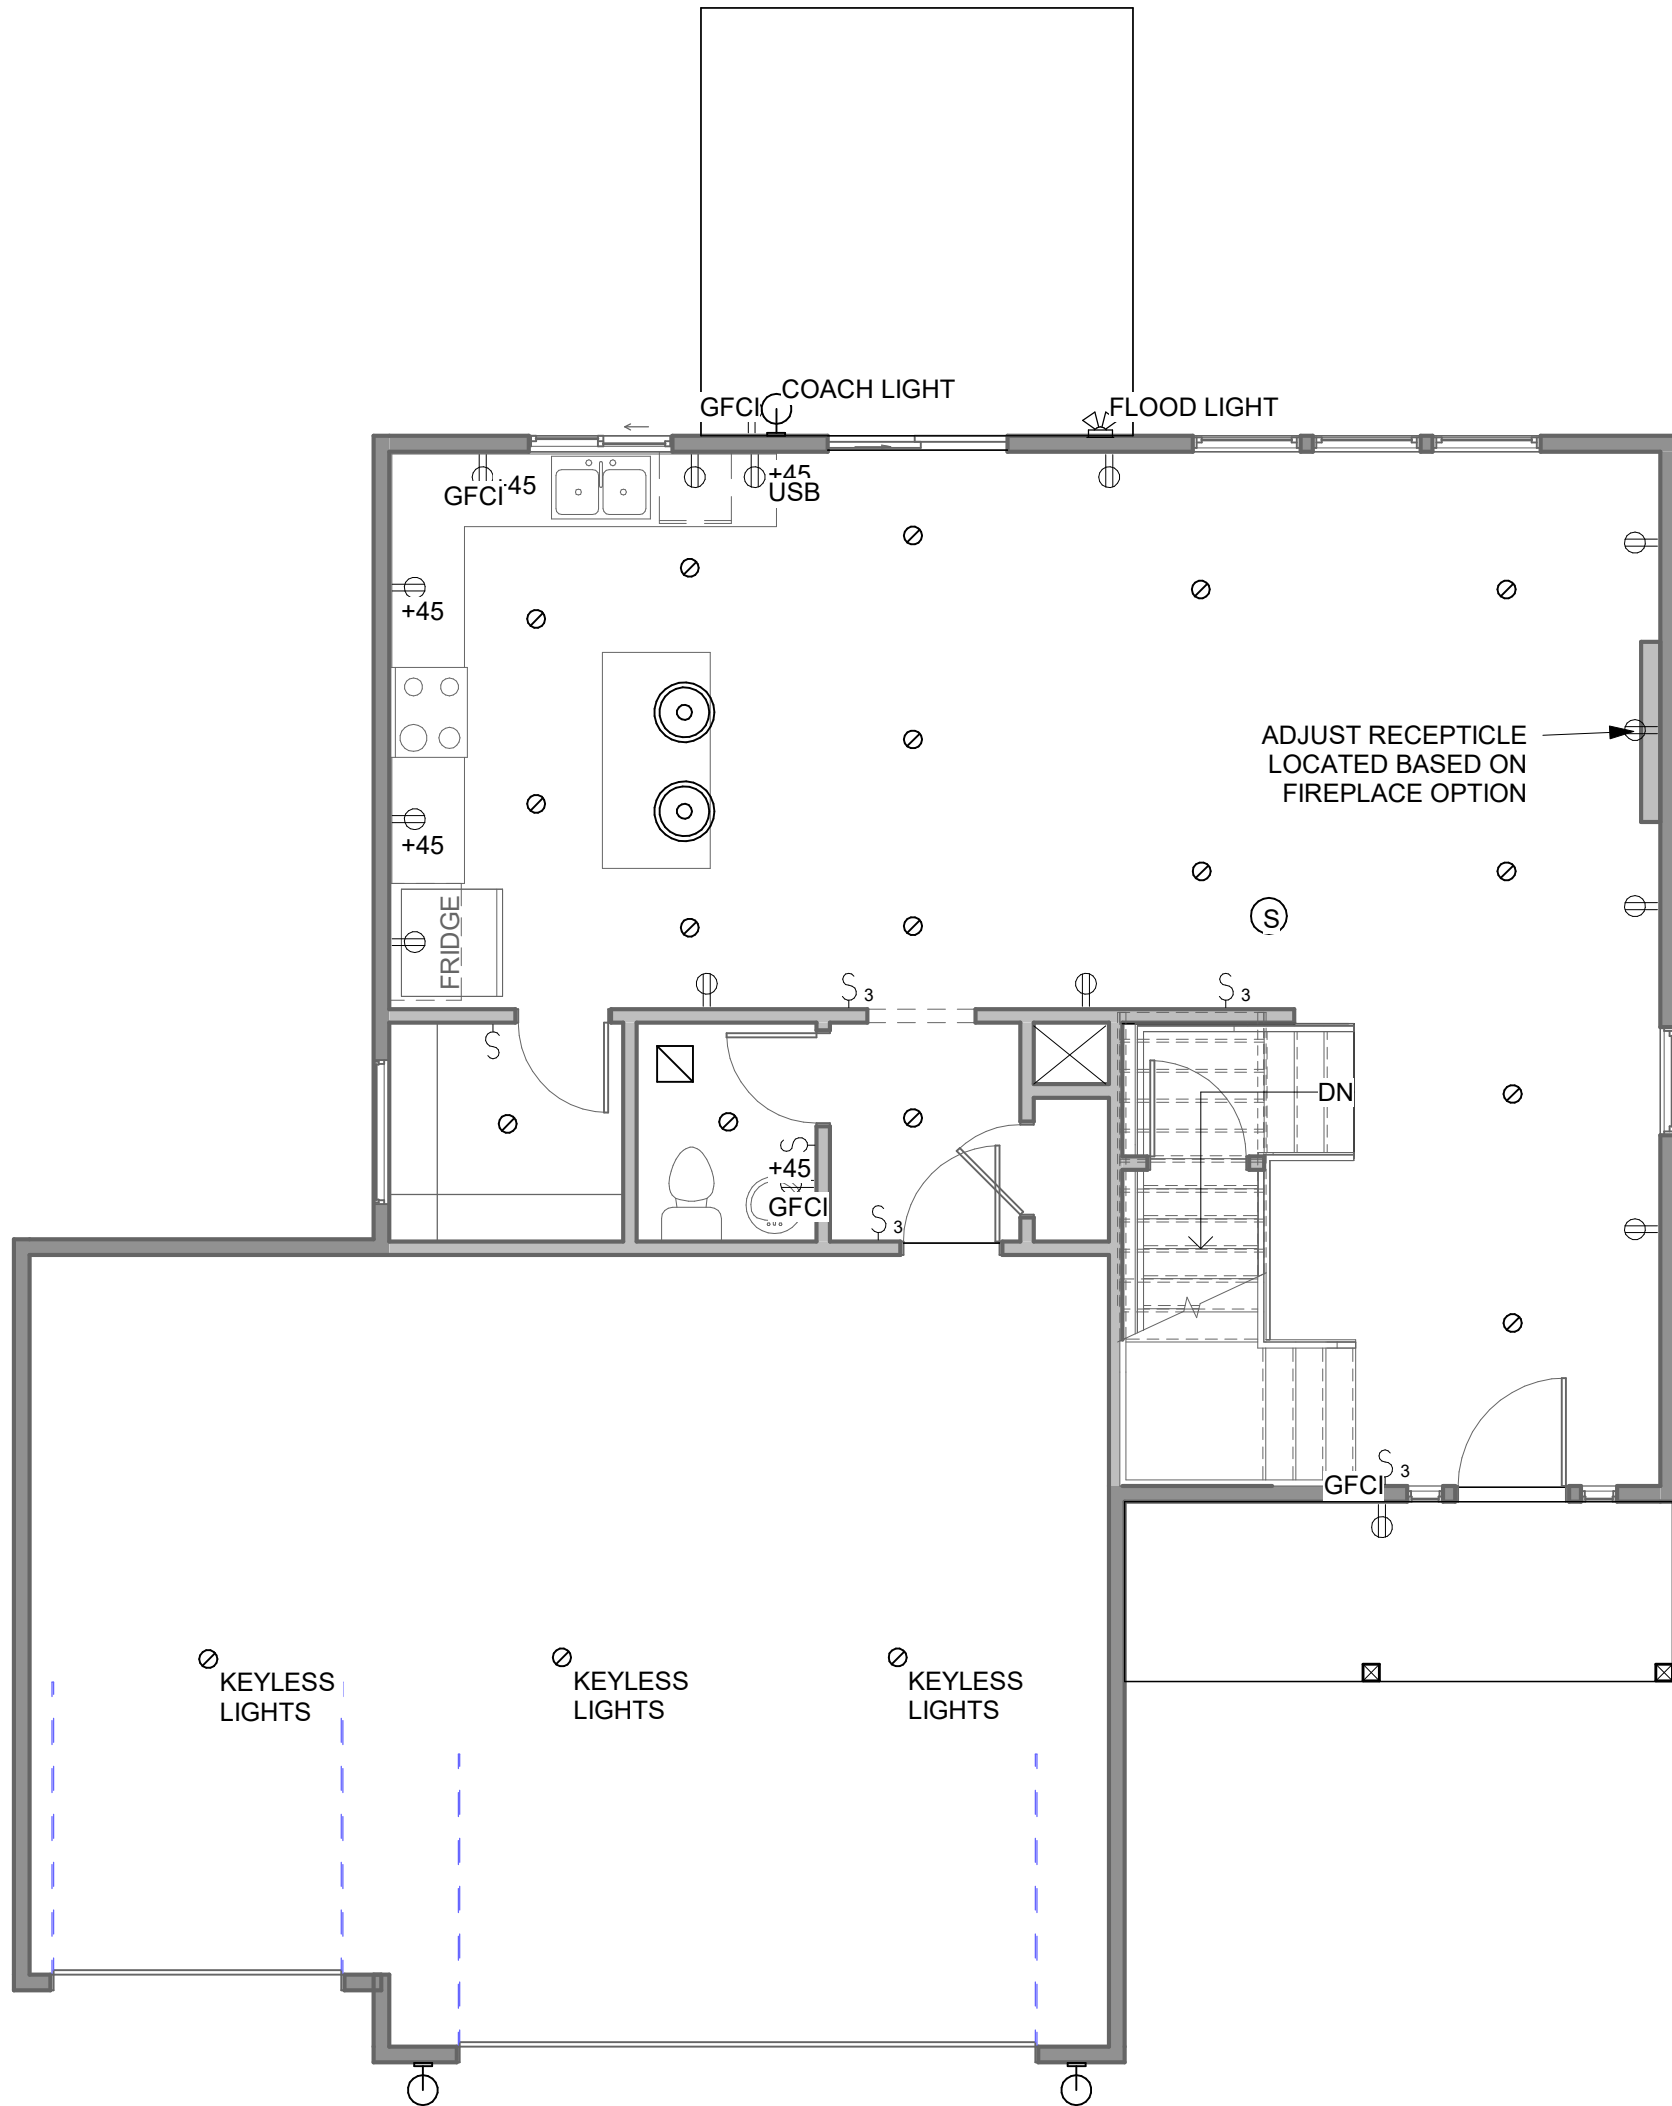 COACH LIGHT
GFCI
FLOOD LIGHT
+45
USB
GFCI
45
+45
ADJUST RECEPTICLE
LOCATED BASED ON
FIREPLACE OPTION
+45
FRIDGE
S
S 3
S 3
S
DN
S
+45
GFCI
S 3
S 3
GFCI
KEYLESS
LIGHTS
KEYLESS
LIGHTS
KEYLESS
LIGHTS